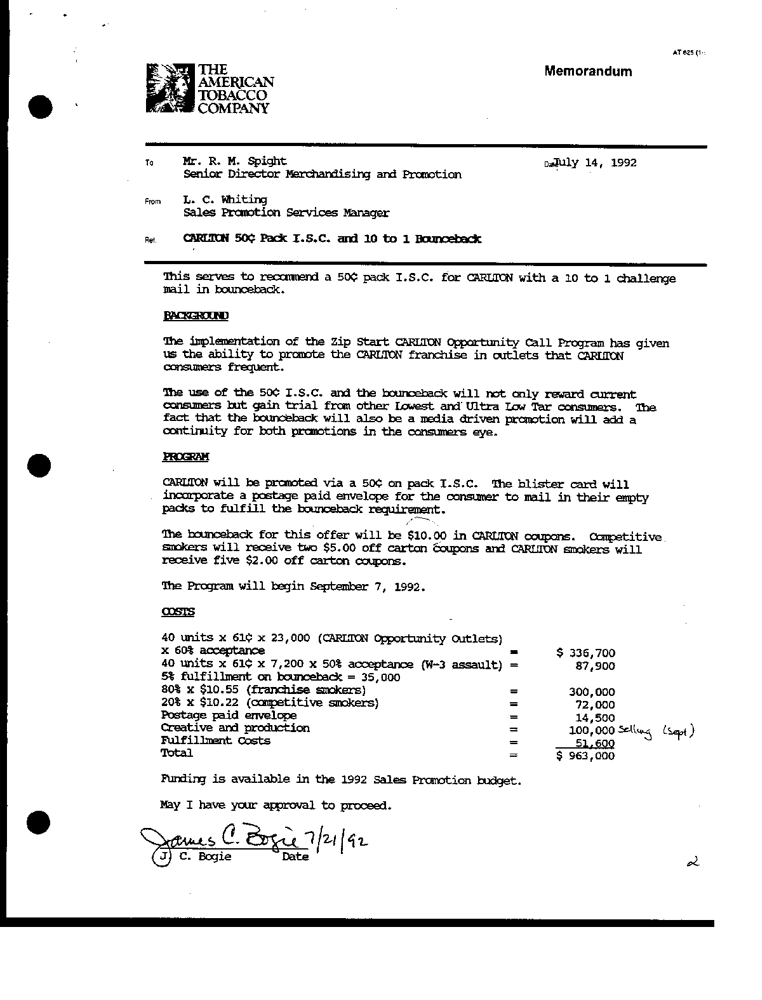 AT 625 (1-
THE
AMERICAN
TOBACCO
COMPANY
Memorandum
To Mr. R. M. Spight July 14, 1992
Senior Director Merchandising and Promotion
From L. C. Whiting
Sales Promotion Services Manager
Ref. CARLTON 50¢ Pack I.S.C. and 10 to 1 Bounceback
This serves to recommend a 50¢ pack I.S.C. for CARLTON with a 10 to 1 challenge
mail in bounceback.
BACKGROUND
The implementation of the Zip Start CARLTON Opportunity Call Program has given
us the ability to promote the CARLTON franchise in outlets that CARLTON
consumers frequent.
The use of the 50¢ I.S.C. and the bounceback will not only reward current
consumers but gain trial from other Lowest and Ultra Low Tar consumers. The
fact that the bounceback will also be a media driven promotion will add a
continuity for both promotions in the consumers eye.
PROGRAM
CARLTON will be promoted via a 50¢ on pack I.S.C. The blister card will
incorporate a postage paid envelope for the consumer to mail in their empty
packs to fulfill the bounceback requirement.
The bounceback for this offer will be $10.00 in CARLTON coupons. Competitive
smokers will receive two $5.00 off carton coupons and CARLTON smokers will
receive five $2.00 off carton coupons.
The Program will begin September 7, 1992.
COSTS
40 units x 61¢ x 23,000 (CARLTON Opportunity Outlets)
x 60% acceptance = $ 336,700
40 units x 61¢ x 7,200 x 50% acceptance (W-3 assault) = 87,900
5% fulfillment on bounceback = 35,000
80% x $10.55 (franchise smokers) = 300,000
20% x $10.22 (competitive smokers) = 72,000
Postage paid envelope = 14,500
Creative and production = 100,000 Selling (Sept)
Fulfillment Costs = 51,600
Total = $ 963,000
Funding is available in the 1992 Sales Promotion budget.
May I have your approval to proceed.
James C. Bogie 7/21/92
J. C. Bogie Date
2